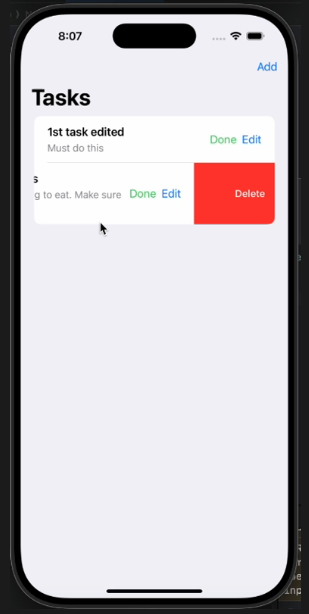 8:07
Add
Tasks
1st task edited
Done Edit
Must do this
s
g to eat. Make sure
Done Edit
Delete